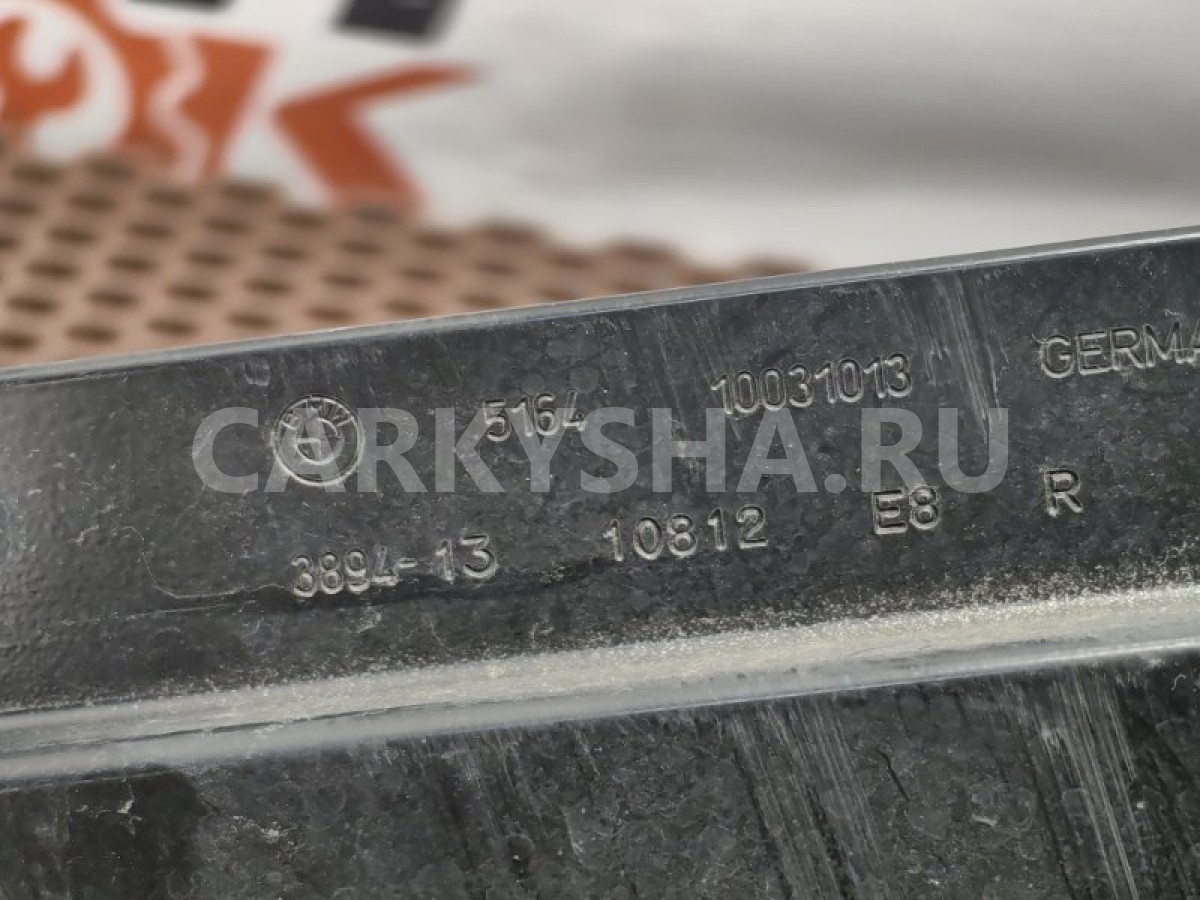 5164 10031013 GERMA
CARKYSHA.RU
3894-13 10812 E8 R